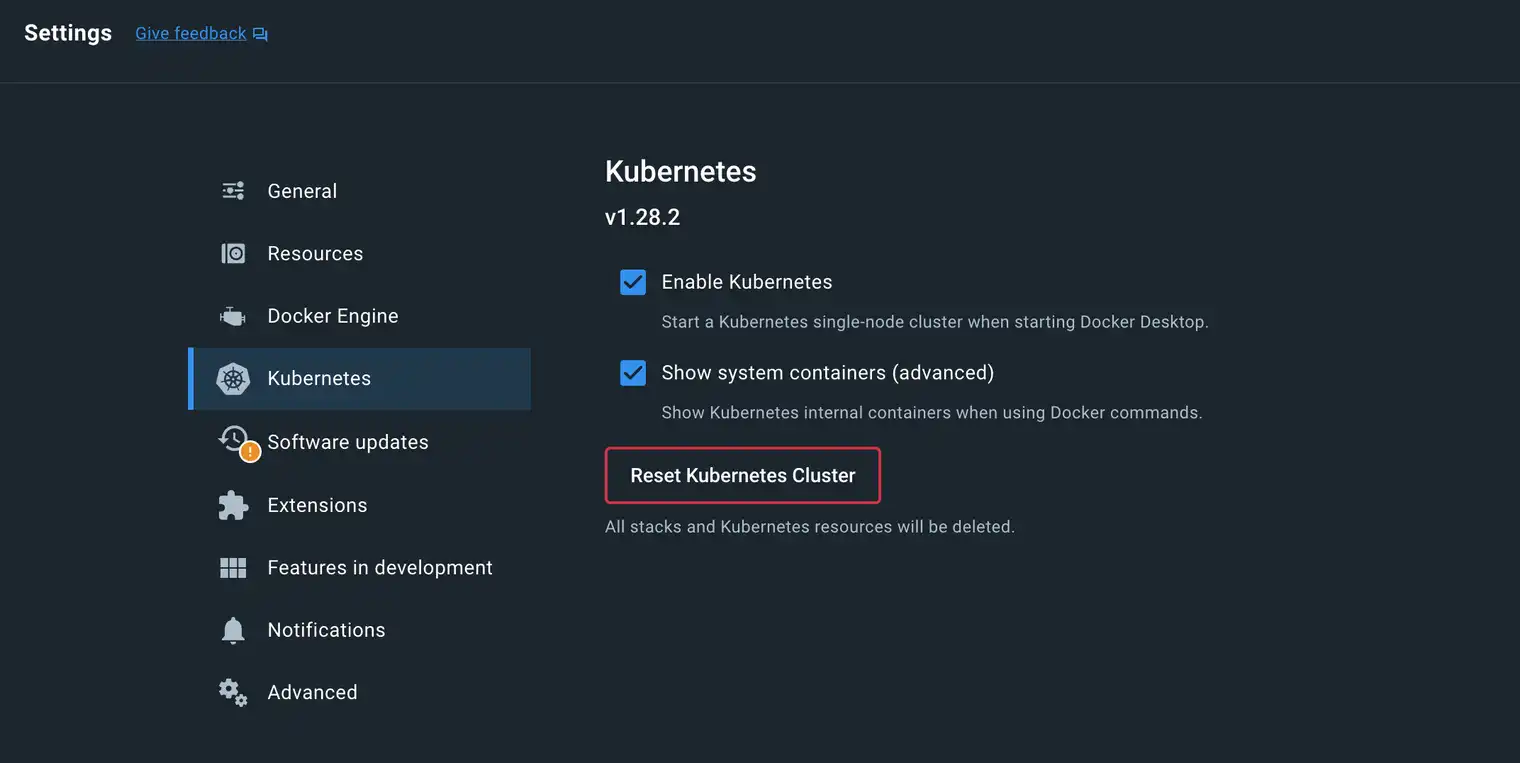 Settings
Give feedback
General
Resources
Docker Engine
Kubernetes
Software updates
Extensions
Features in development
Notifications
Advanced
Kubernetes
v1.28.2
Enable Kubernetes
Start a Kubernetes single-node cluster when starting Docker Desktop.
Show system containers (advanced)
Show Kubernetes internal containers when using Docker commands.
Reset Kubernetes Cluster
All stacks and Kubernetes resources will be deleted.